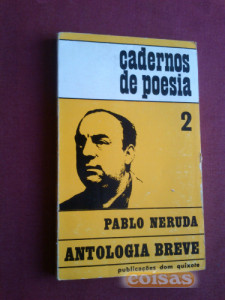 cadernos
de poesia
2
PABLO NERUDA
ANTOLOGIA BREVE
publicações dom quixote
coisas